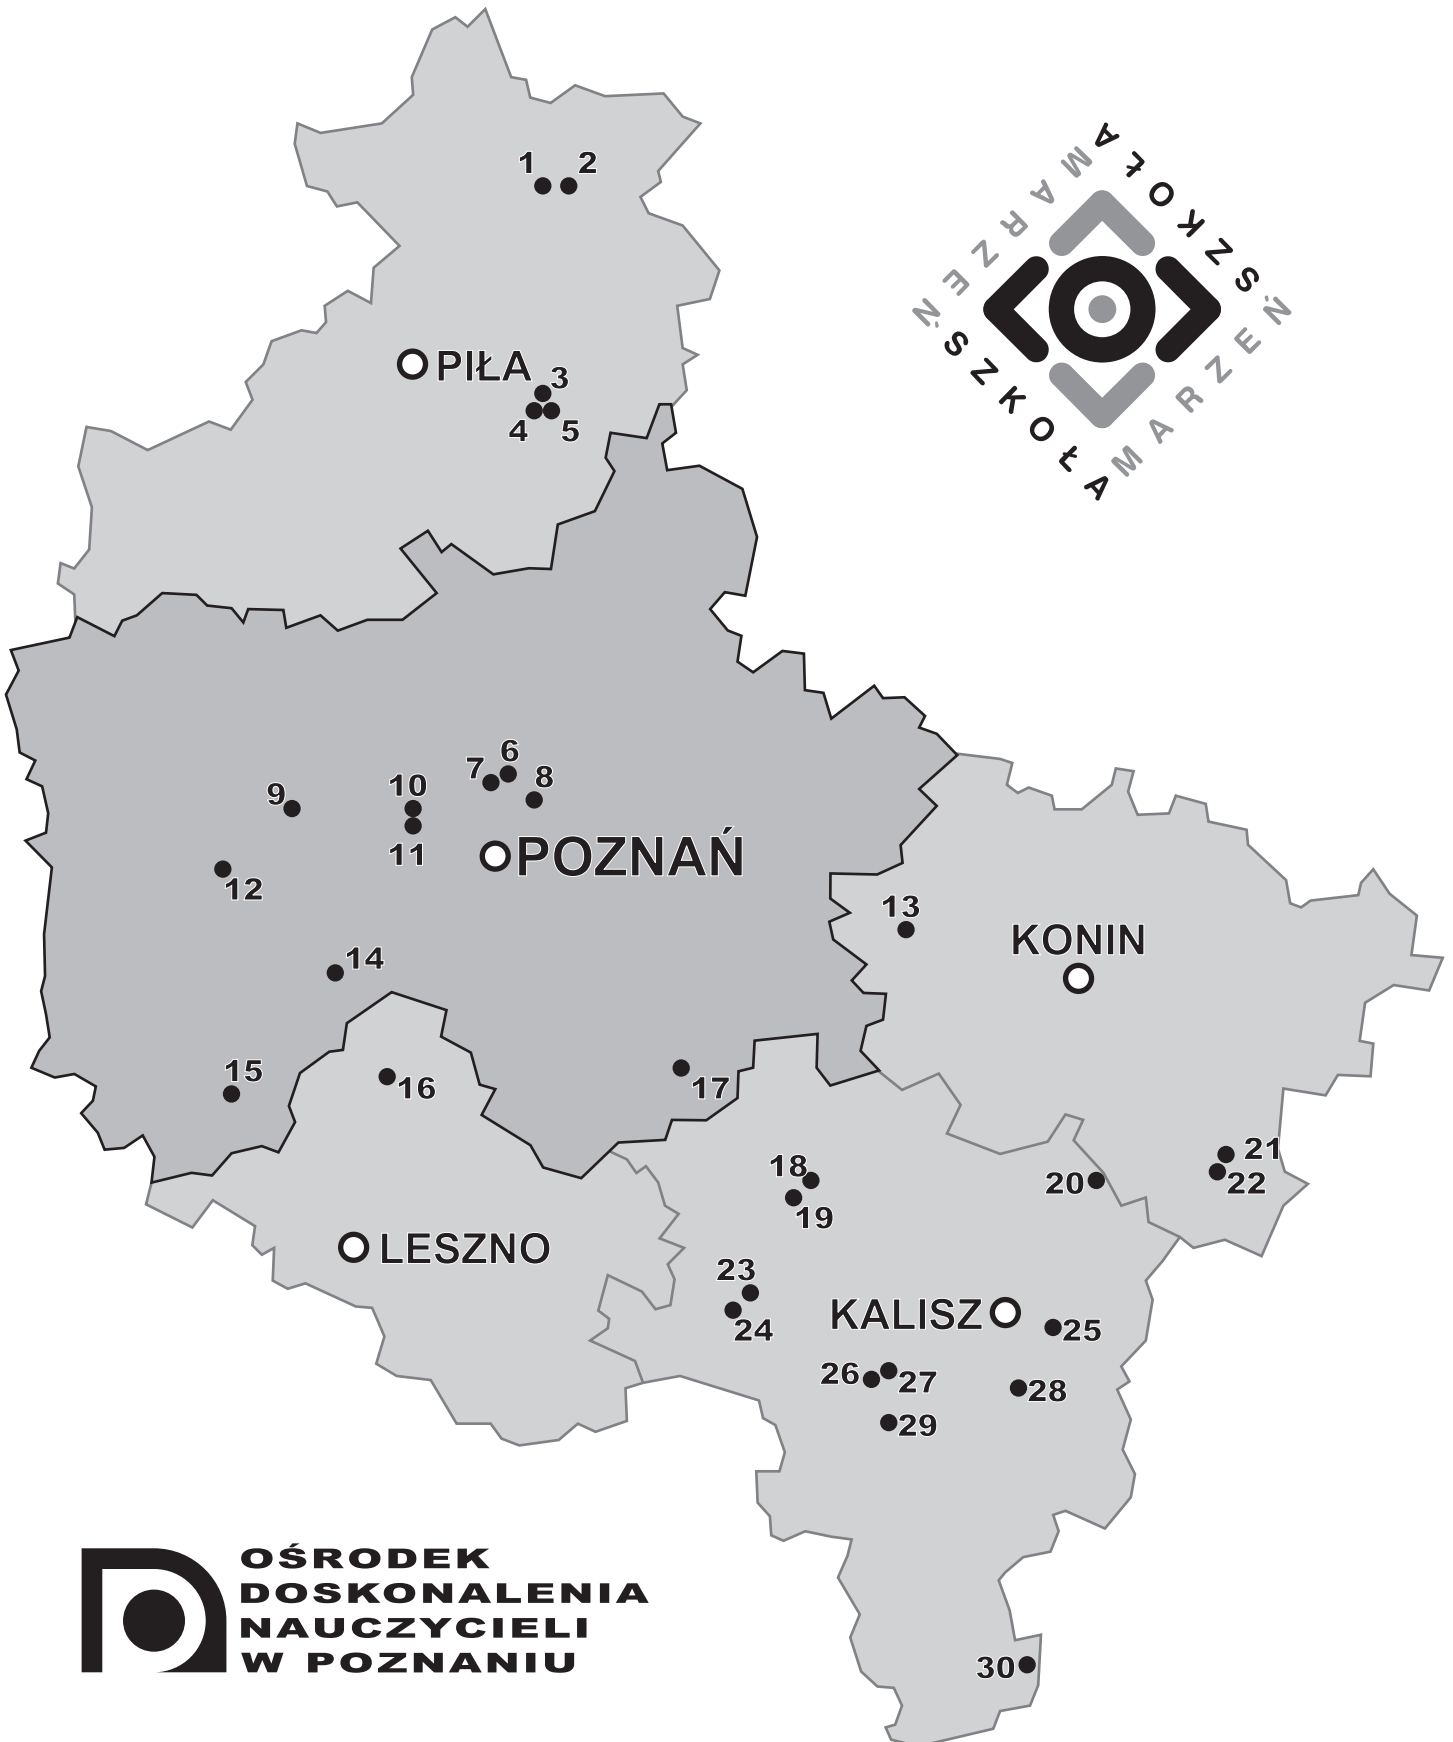 1 2
SZKOŁA
MARZEŃ
SZKOŁA
MARZEŃ
PIŁA
3
4 5
6
7
8
9
10
11
POZNAŃ
12
13
KONIN
14
15
16
17
18
19
20
21
22
LESZNO
23
24
KALISZ
25
26
27
28
29
30
OŚRODEK
DOSKONALENIA
NAUCZYCIELI
W POZNANIU